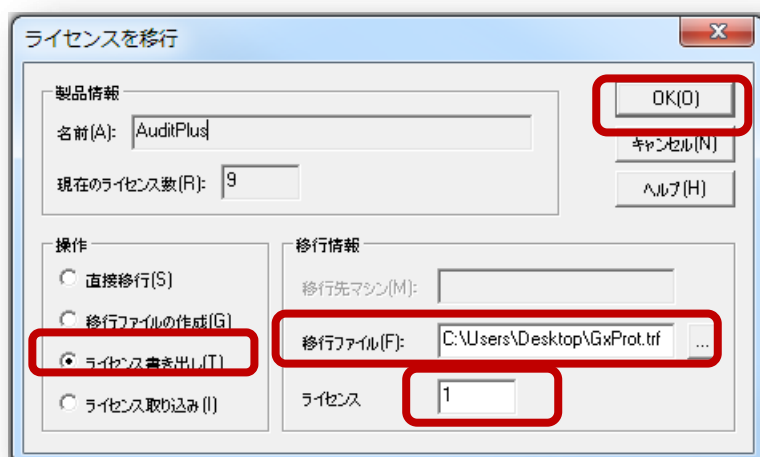 ライセンスを移行
製品情報
名前(A): AuditPlus
現在のライセンス数(R): 9
OK(O)
キャンセル(N)
ヘルプ(H)
操作
直接移行(S)
移行ファイルの作成(G)
ライセンス書き出し(T)
ライセンス取り込み(I)
移行情報
移行先マシン(M):
移行ファイル(F): C:\Users\Desktop\GxProt.trf ...
ライセンス 1